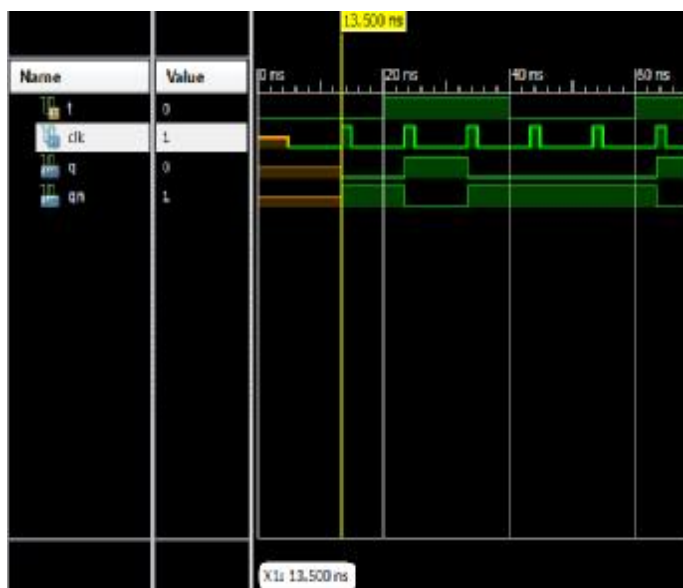 13.500 ns
Name Value
0 ns 20 ns 40 ns 60 ns
t 0
clk 1
q 0
qn 1
X1: 13.500 ns